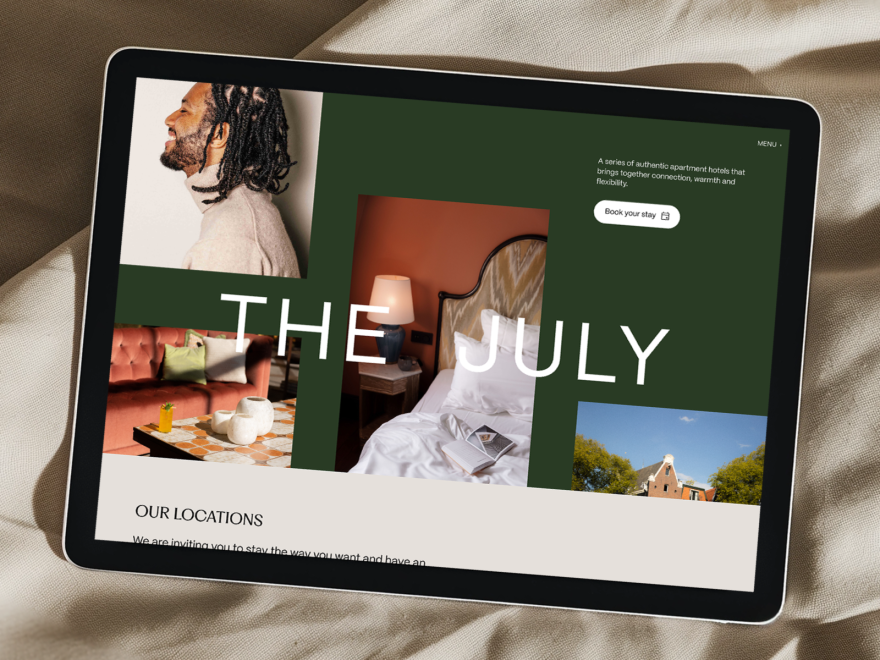 MENU
A series of authentic apartment hotels that
brings together connection, warmth and
flexibility.
Book your stay
THE JULY
OUR LOCATIONS
We are inviting you to stay the way you want and have an